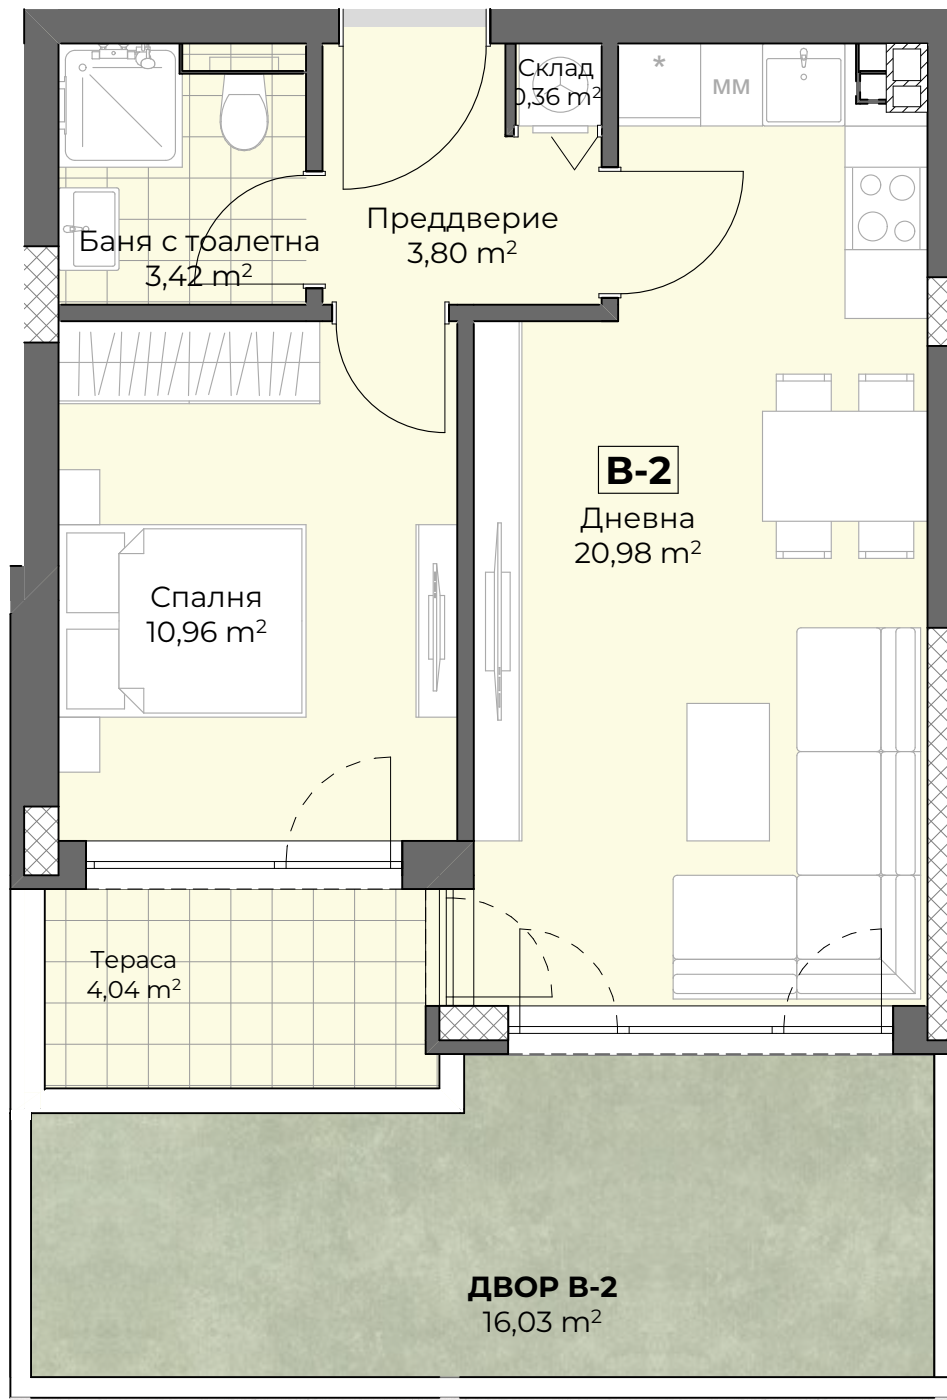 Склад
0,36 m²
*
мм
Преддверие
3,80 m²
Баня с тоалетна
3,42 m²
В-2
Дневна
20,98 m²
Спалня
10,96 m²
Тераса
4,04 m²
ДВОР В-2
16,03 m²